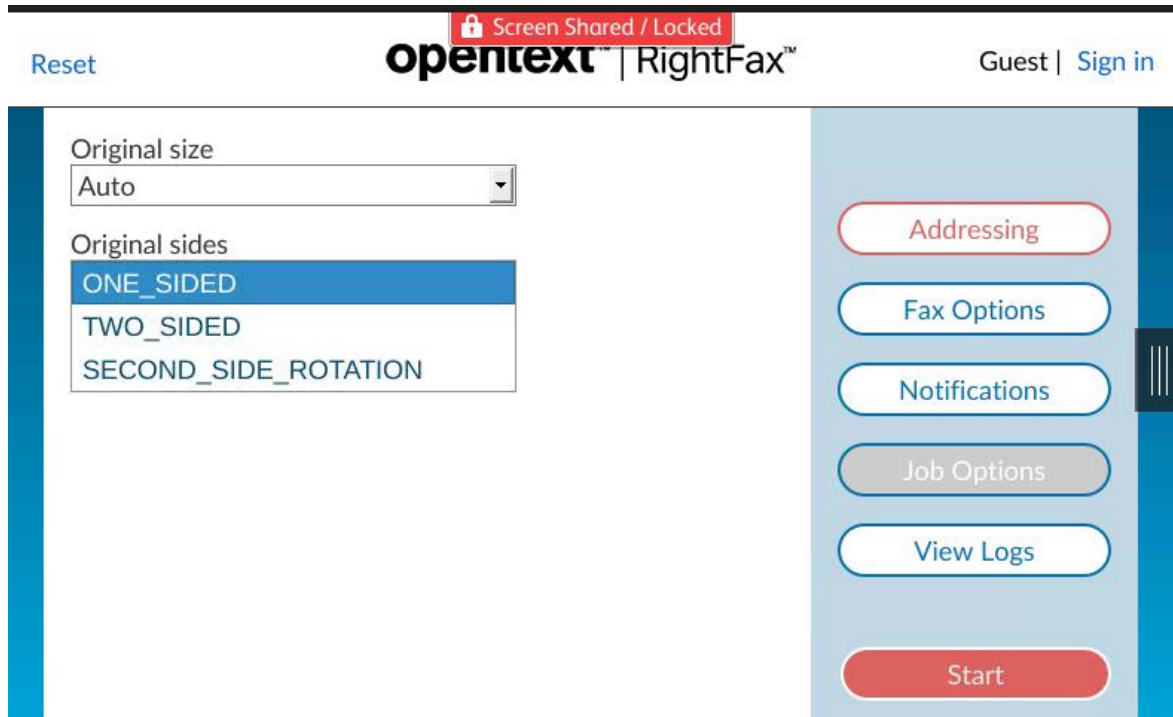 Screen Shared / Locked
Reset
opentext™ | RightFax™
Guest | Sign in
Original size
Auto
Original sides
ONE_SIDED
TWO_SIDED
SECOND_SIDE_ROTATION
Addressing
Fax Options
Notifications
Job Options
View Logs
Start